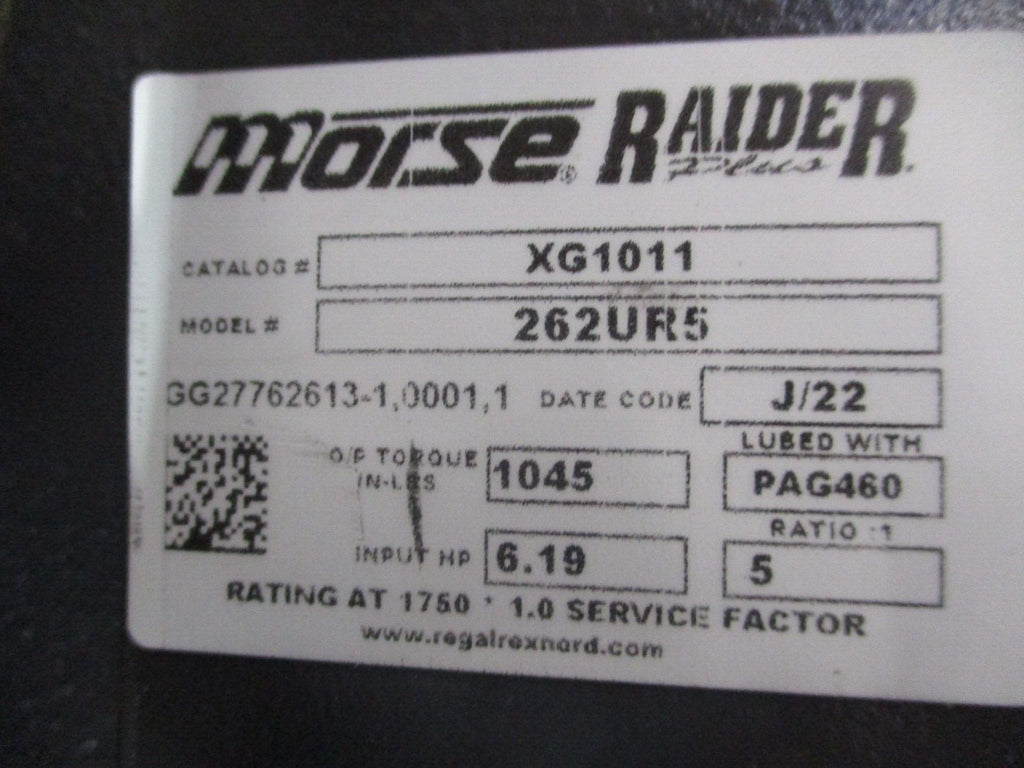 morse® RAIDER Plus
CATALOG # XG1011
MODEL # 262UR5
GG27762613-1,0001,1 DATE CODE J/22
LUBED WITH
O/P TORQUE
IN-LBS 1045 PAG460
RATIO :1
INPUT HP 6.19 5
RATING AT 1750 * 1.0 SERVICE FACTOR
www.regalrexnord.com